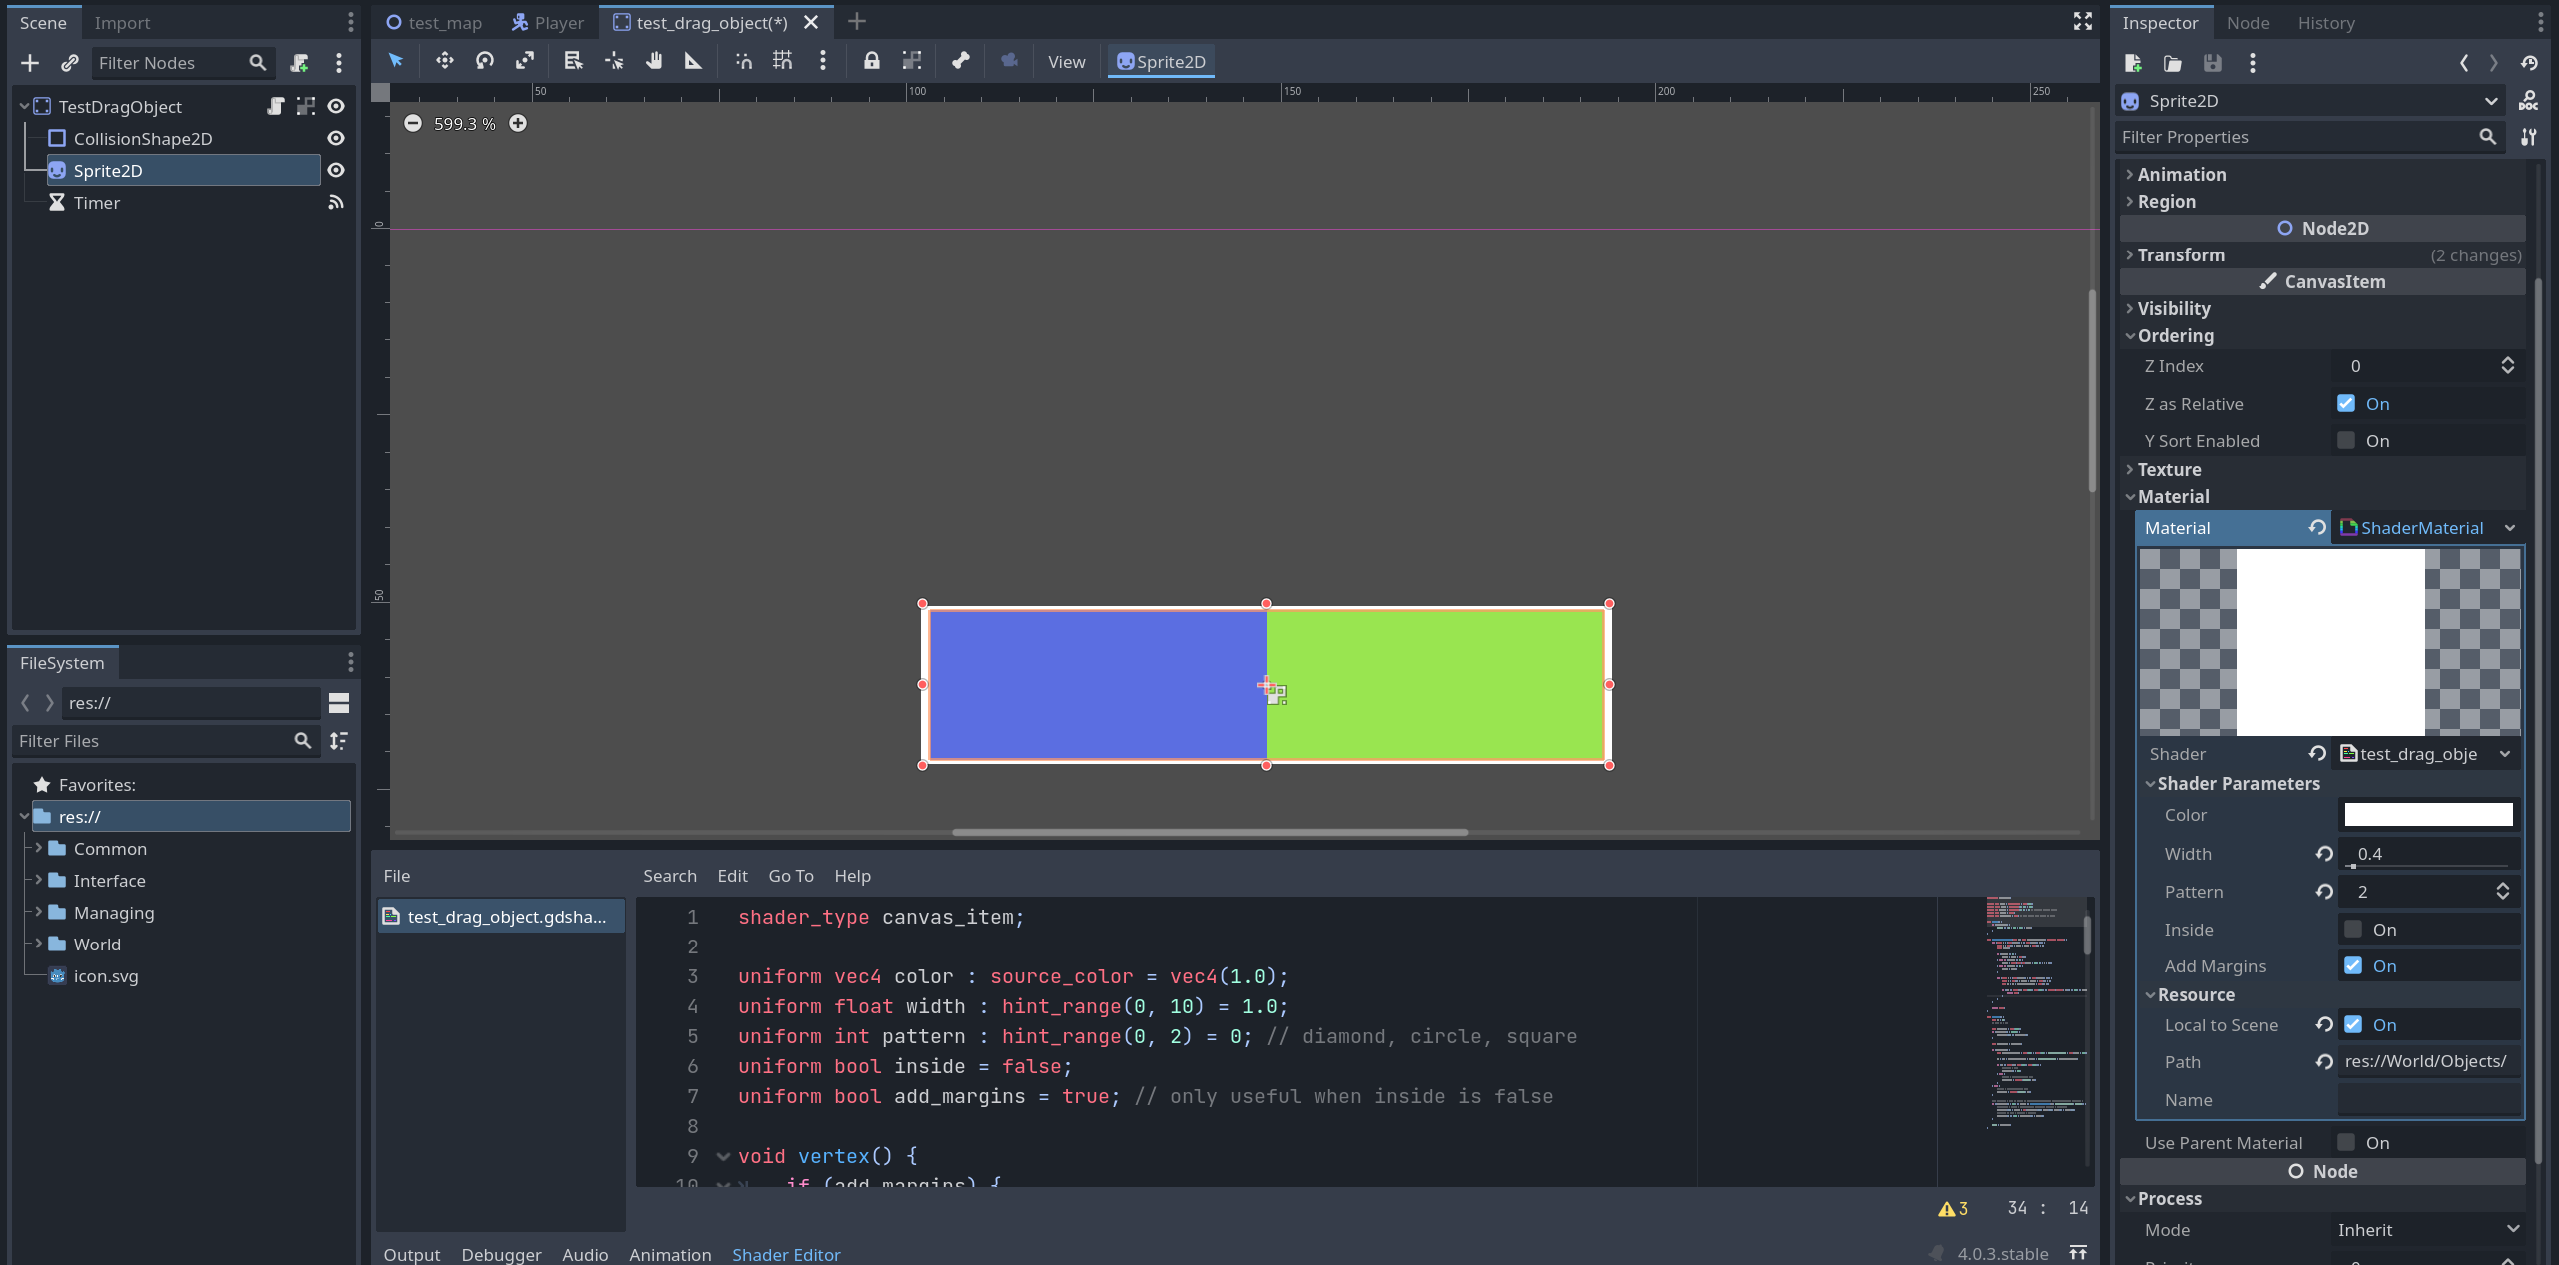 Scene
Import
Filter Nodes
TestDragObject
CollisionShape2D
Sprite2D
Timer
FileSystem
res://
Filter Files
Favorites:
res://
Common
Interface
Managing
World
icon.svg
test_map
Player
test_drag_object(*)
View
Sprite2D
50
100
150
200
250
0
50
599.3 %
File
Search Edit Go To Help
test_drag_object.gdsha...
1 shader_type canvas_item;
2
3 uniform vec4 color : source_color = vec4(1.0);
4 uniform float width : hint_range(0, 10) = 1.0;
5 uniform int pattern : hint_range(0, 2) = 0; // diamond, circle, square
6 uniform bool inside = false;
7 uniform bool add_margins = true; // only useful when inside is false
8
9 void vertex() {
10 if (add_margins) {
3 34 : 14
Output Debugger Audio Animation Shader Editor
4.0.3.stable
Inspector
Node
History
Sprite2D
DOC
Filter Properties
Animation
Region
Node2D
Transform (2 changes)
CanvasItem
Visibility
Ordering
Z Index 0
Z as Relative On
Y Sort Enabled On
Texture
Material
Material ShaderMaterial
Shader test_drag_obje
Shader Parameters
Color
Width 0.4
Pattern 2
Inside On
Add Margins On
Resource
Local to Scene On
Path res://World/Objects/
Name
Use Parent Material On
Node
Process
Mode Inherit